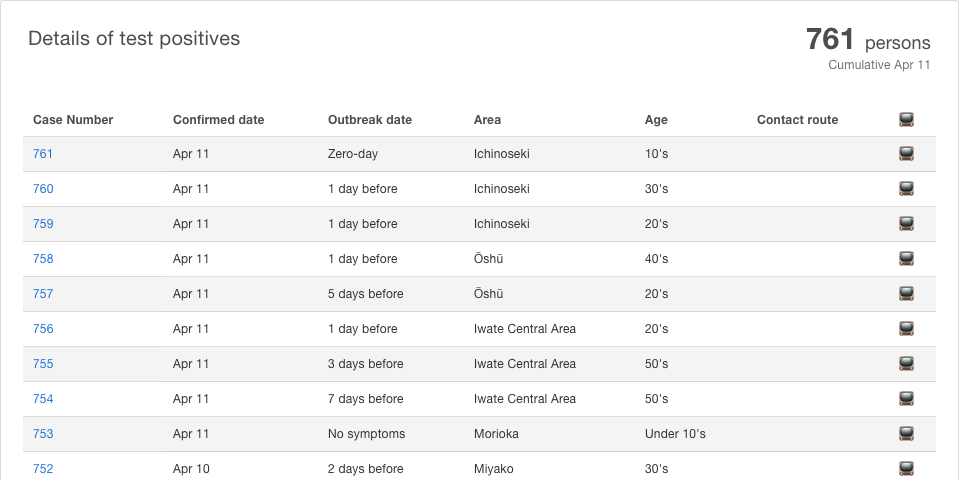 Details of test positives
761 persons
Cumulative Apr 11
Case Number Confirmed date Outbreak date Area Age Contact route
761 Apr 11 Zero-day Ichinoseki 10's
760 Apr 11 1 day before Ichinoseki 30's
759 Apr 11 1 day before Ichinoseki 20's
758 Apr 11 1 day before Ōshū 40's
757 Apr 11 5 days before Ōshū 20's
756 Apr 11 1 day before Iwate Central Area 20's
755 Apr 11 3 days before Iwate Central Area 50's
754 Apr 11 7 days before Iwate Central Area 50's
753 Apr 11 No symptoms Morioka Under 10's
752 Apr 10 2 days before Miyako 30's